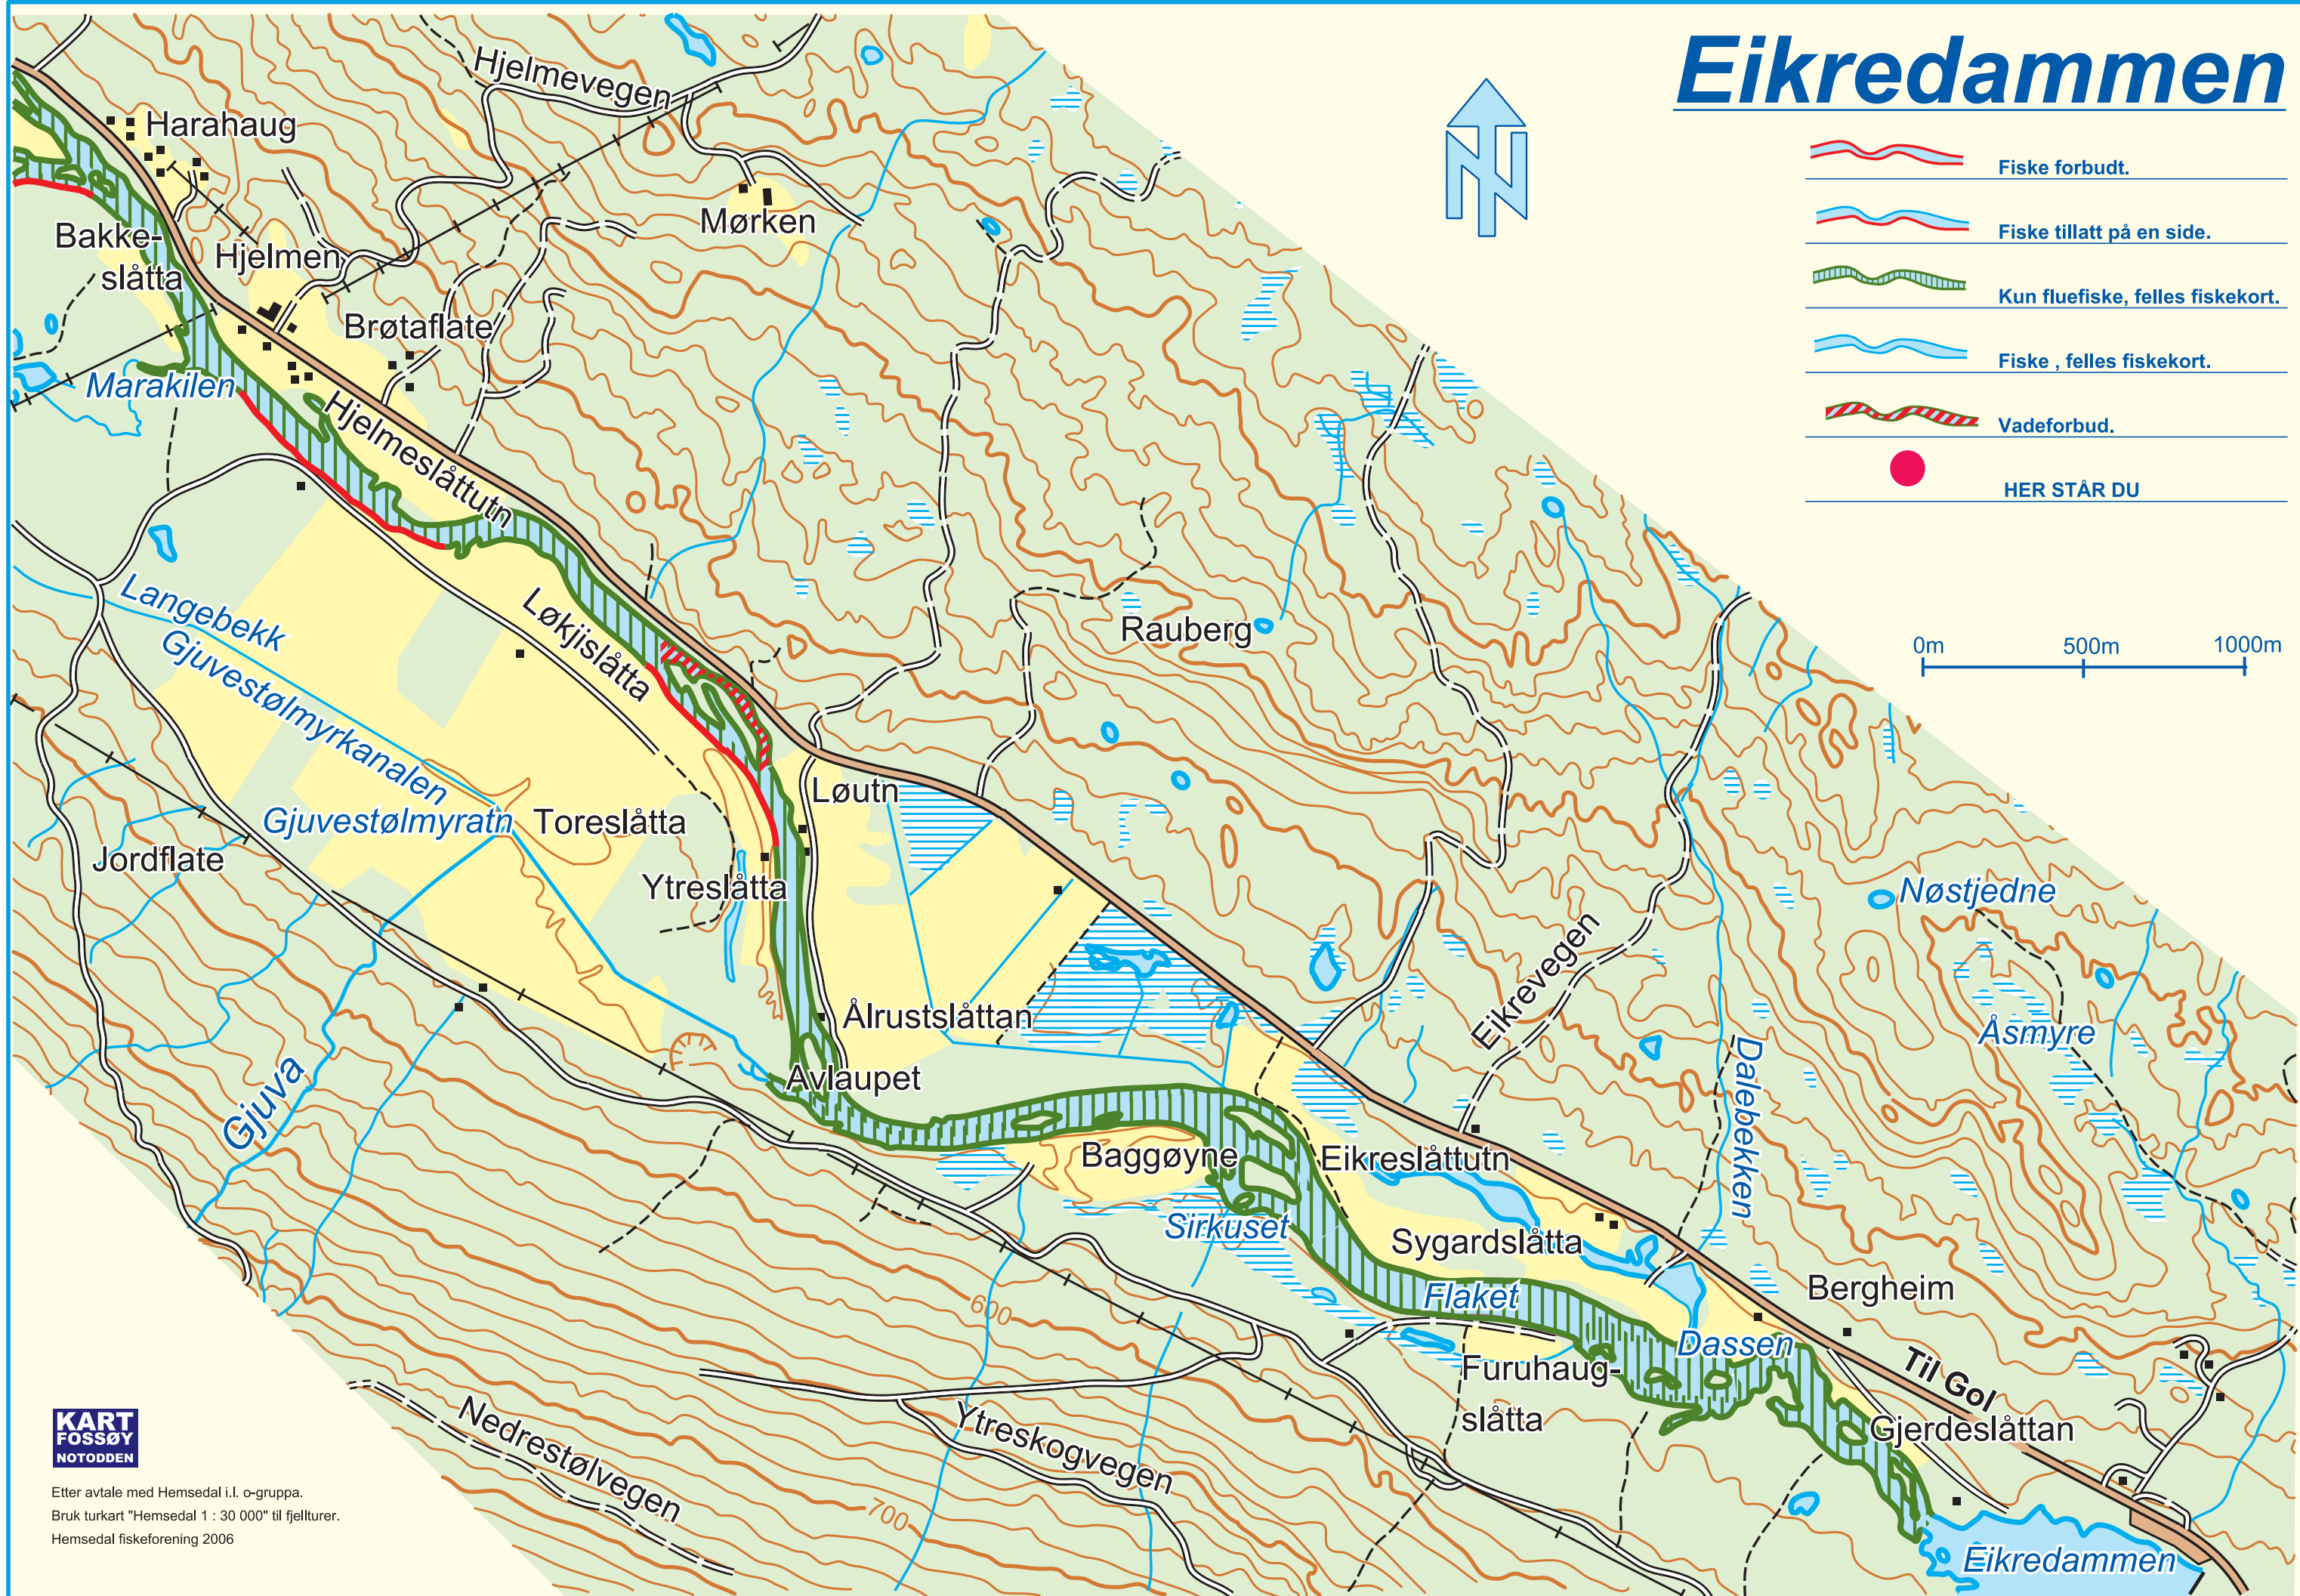 Eikredammen
Fiske forbudt.
Fiske tillatt på en side.
Kun fluefiske, felles fiskekort.
Fiske , felles fiskekort.
Vadeforbud.
HER STÅR DU
0m 500m 1000m
Hjelmevegen
Harahaug
Mørken
Bakke-
slåtta
Hjelmen
Brøtaflate
Marakilen
Hjelmeslåttutn
Langebekk
Løkjislåtta
Rauberg
Gjuvestølmyrkanalen
Løutn
Gjuvestølmyratn
Toreslåtta
Jordflate
Ytreslåtta
Nøstjedne
Eikrevegen
Ålrustslåttan
Åsmyre
Avlaupet
Dalebekken
Gjuva
Baggøyne
Eikreslåttutn
Sirkuset
Sygardslåtta
Flaket
Bergheim
600
Dassen
Furuhaug-
slåtta
Til Gol
Gjerdeslåttan
Nedrestølvegen
Ytreskogvegen
700
Eikredammen
KART
FOSSØY
NOTODDEN
Etter avtale med Hemsedal i.l. o-gruppa.
Bruk turkart "Hemsedal 1 : 30 000" til fjellturer.
Hemsedal fiskeforening 2006